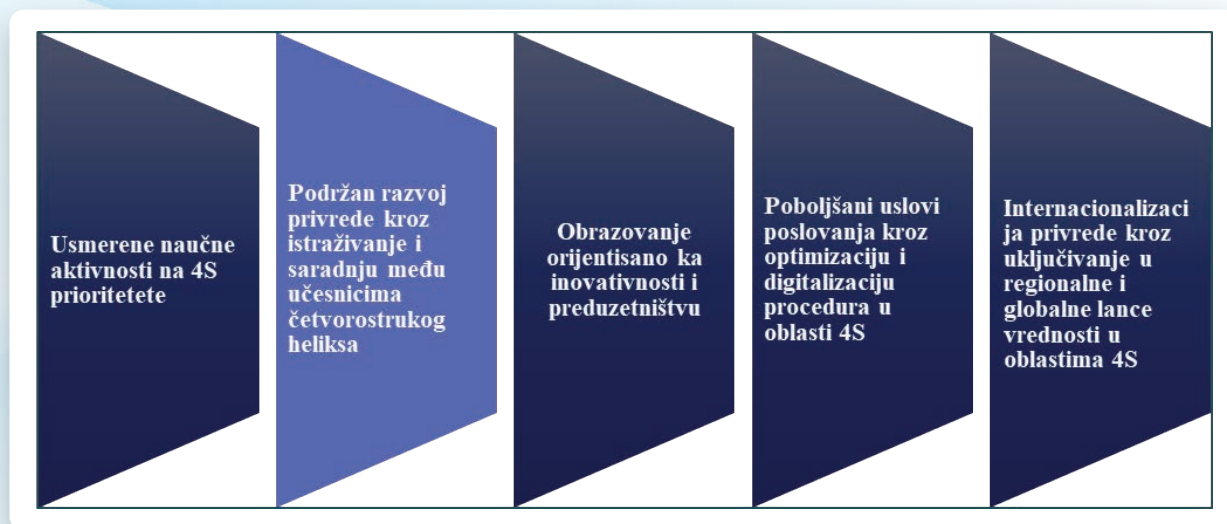 Usmerene naučne
aktivnosti na 4S
prioritetete
Podržan razvoj
privrede kroz
istraživanje i
saradnju među
učesnicima
četvorostrukog
heliksa
Obrazovanje
orijentisano ka
inovativnosti i
preduzetništvu
Poboljšani uslovi
poslovanja kroz
optimizaciju i
digitalizaciju
procedura u
oblasti 4S
Internacionalizaci
ja privrede kroz
uključivanje u
regionalne i
globalne lance
vrednosti u
oblastima 4S